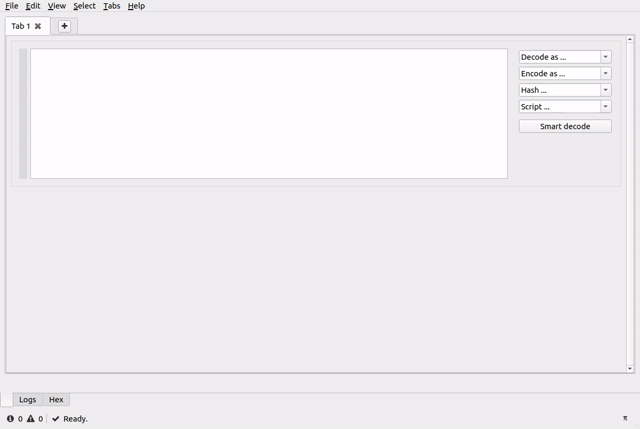 File Edit View Select Tabs Help
Tab 1
Decode as ...
Encode as ...
Hash ...
Script ...
Smart decode
Logs Hex
0 0 Ready. π